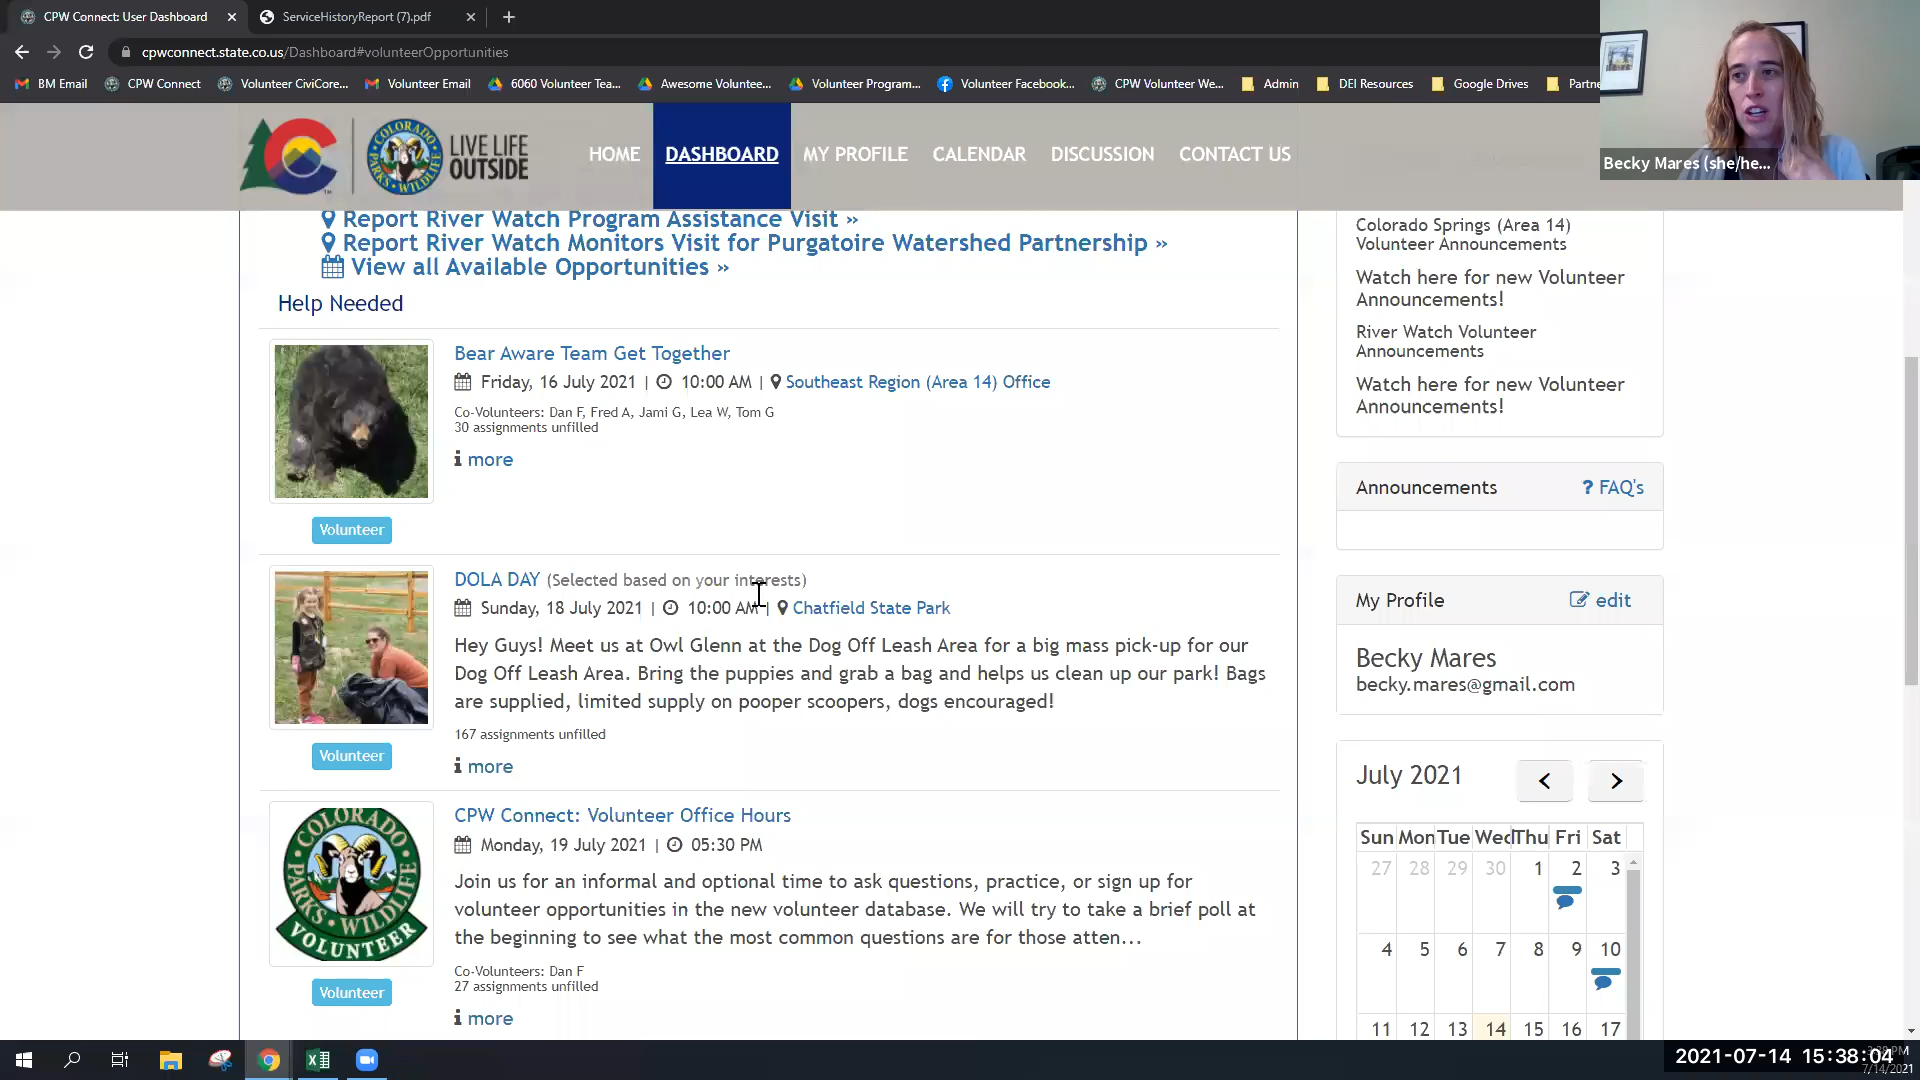 CPW Connect: User Dashboard
ServiceHistoryReport (7).pdf
cpwconnect.state.co.us/Dashboard#volunteerOpportunities
BM Email
CPW Connect
Volunteer CiviCore...
Volunteer Email
6060 Volunteer Tea...
Awesome Voluntee...
Volunteer Program...
Volunteer Facebook...
CPW Volunteer We...
Admin
DEI Resources
Google Drives
Partne
Becky Mares (she/he...
COLORADO
PARKS & WILDLIFE
LIVE LIFE
OUTSIDE
HOME
DASHBOARD
MY PROFILE
CALENDAR
DISCUSSION
CONTACT US
Report River Watch Program Assistance Visit »
Report River Watch Monitors Visit for Purgatoire Watershed Partnership »
View all Available Opportunities »
Help Needed
Bear Aware Team Get Together
Friday, 16 July 2021 | 10:00 AM | Southeast Region (Area 14) Office
Co-Volunteers: Dan F, Fred A, Jami G, Lea W, Tom G
30 assignments unfilled
more
Volunteer
DOLA DAY (Selected based on your interests)
Sunday, 18 July 2021 | 10:00 AM | Chatfield State Park
Hey Guys! Meet us at Owl Glenn at the Dog Off Leash Area for a big mass pick-up for our
Dog Off Leash Area. Bring the puppies and grab a bag and helps us clean up our park! Bags
are supplied, limited supply on pooper scoopers, dogs encouraged!
167 assignments unfilled
more
Volunteer
COLORADO
PARKS & WILDLIFE
VOLUNTEER
CPW Connect: Volunteer Office Hours
Monday, 19 July 2021 | 05:30 PM
Join us for an informal and optional time to ask questions, practice, or sign up for
volunteer opportunities in the new volunteer database. We will try to take a brief poll at
the beginning to see what the most common questions are for those atten...
Co-Volunteers: Dan F
27 assignments unfilled
more
Volunteer
Colorado Springs (Area 14)
Volunteer Announcements
Watch here for new Volunteer
Announcements!
River Watch Volunteer
Announcements
Watch here for new Volunteer
Announcements!
Announcements
? FAQ's
My Profile
edit
Becky Mares
becky.mares@gmail.com
July 2021
Sun Mon Tue Wed Thu Fri Sat
27 28 29 30 1 2 3
4 5 6 7 8 9 10
11 12 13 14 15 16 17
2021-07-14 15:38:04
7/14/2021